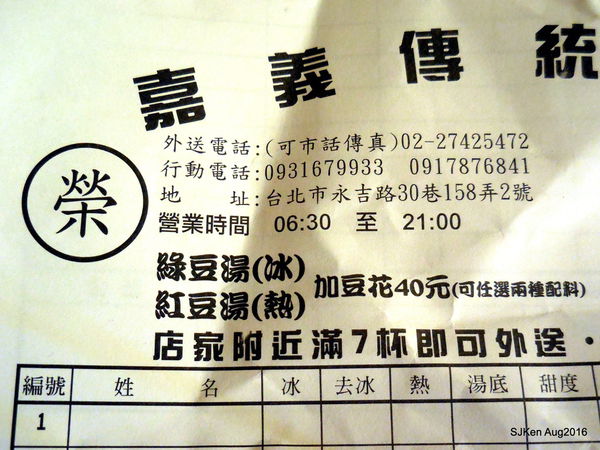 嘉義傳統
外送電話:(可市話傳真)02-27425472
行動電話:0931679933 0917876841
地 址:台北市永吉路30巷158弄2號
營業時間 06:30 至 21:00
榮
綠豆湯(冰)
紅豆湯(熱)
加豆花40元(可任選兩種配料)
店家附近滿7杯即可外送·
編號 姓 名 冰 去冰 熱 湯底 甜度
1
SJKen Aug2016